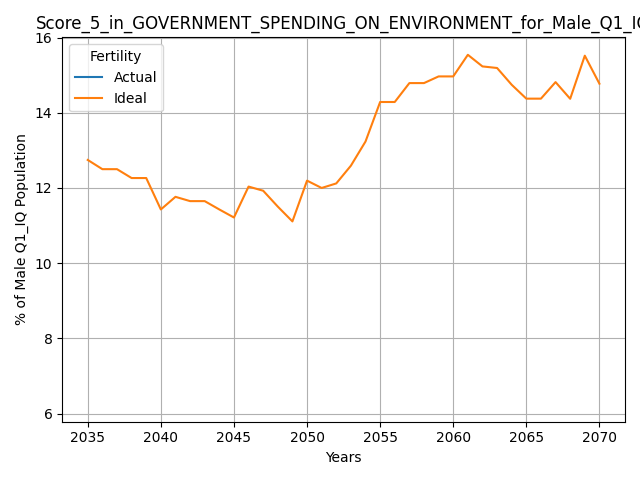 Score_5_in_GOVERNMENT_SPENDING_ON_ENVIRONMENT_for_Male_Q1_IQ
Fertility
Actual
Ideal
% of Male Q1_IQ Population
16
14
12
10
8
6
2035 2040 2045 2050 2055 2060 2065 2070
Years